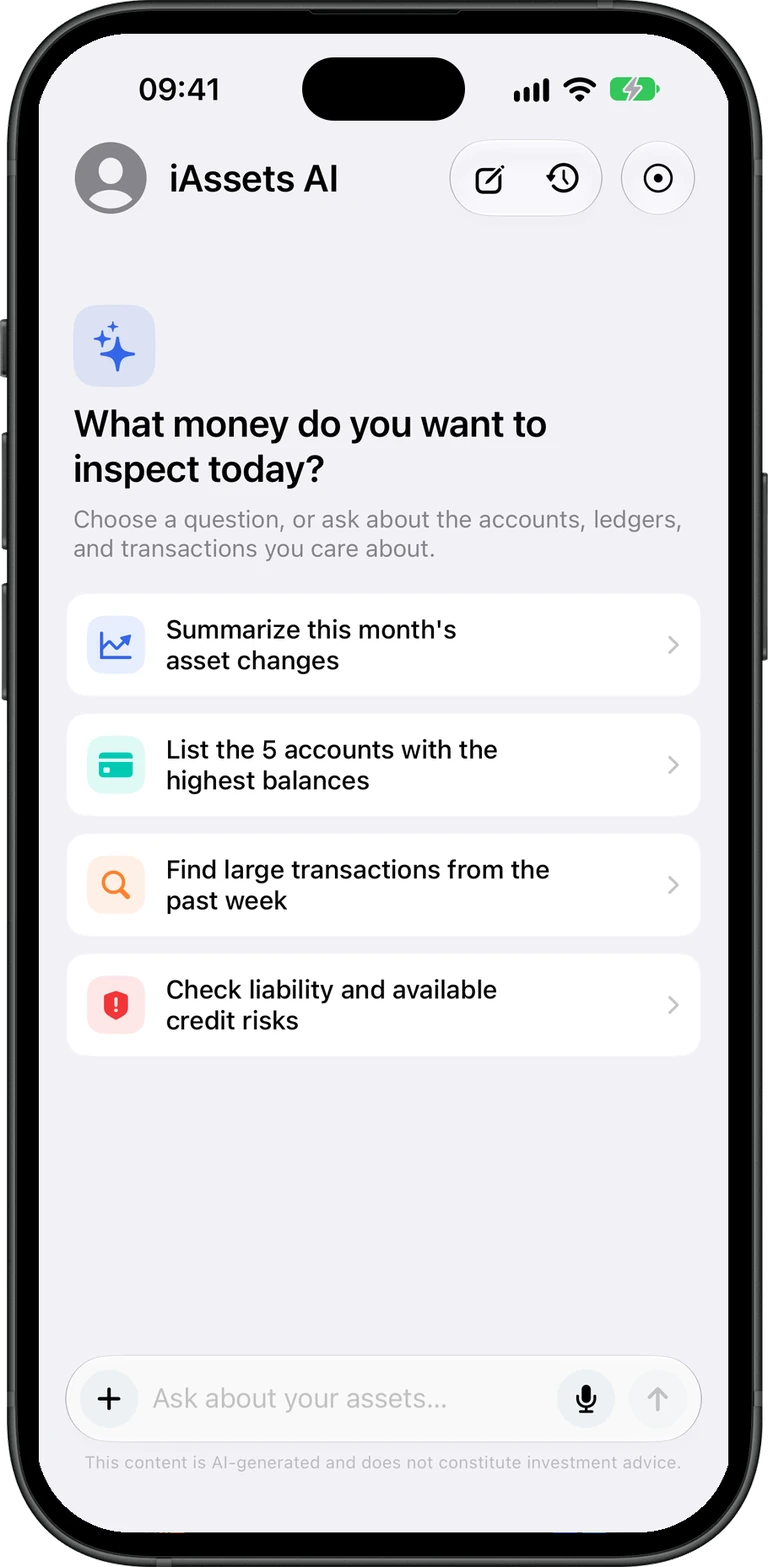 09:41
iAssets AI
What money do you want to
inspect today?
Choose a question, or ask about the accounts, ledgers,
and transactions you care about.
Summarize this month's
asset changes
List the 5 accounts with the
highest balances
Find large transactions from the
past week
Check liability and available
credit risks
Ask about your assets...
This content is AI-generated and does not constitute investment advice.